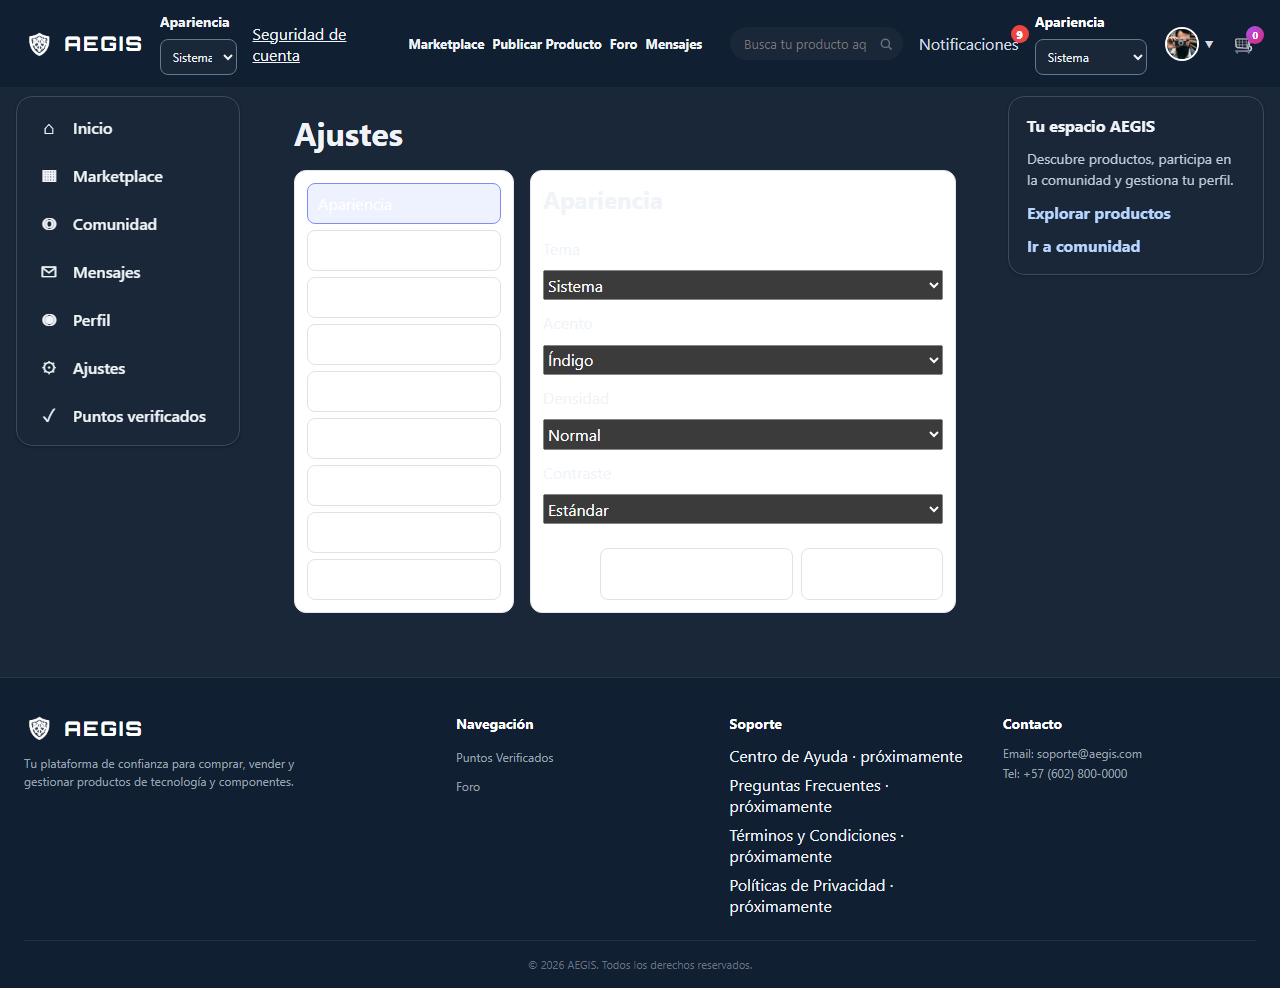 AEGIS
Apariencia
Sistema
Seguridad de
cuenta
Marketplace
Publicar Producto
Foro
Mensajes
Busca tu producto aq
Notificaciones
9
Apariencia
Sistema
0
Inicio
Marketplace
Comunidad
Mensajes
Perfil
Ajustes
Puntos verificados
Ajustes
Apariencia
Apariencia
Tema
Sistema
Acento
Índigo
Densidad
Normal
Contraste
Estándar
Tu espacio AEGIS
Descubre productos, participa en
la comunidad y gestiona tu perfil.
Explorar productos
Ir a comunidad
AEGIS
Tu plataforma de confianza para comprar, vender y
gestionar productos de tecnología y componentes.
Navegación
Puntos Verificados
Foro
Soporte
Centro de Ayuda · próximamente
Preguntas Frecuentes ·
próximamente
Términos y Condiciones ·
próximamente
Políticas de Privacidad ·
próximamente
Contacto
Email: soporte@aegis.com
Tel: +57 (602) 800-0000
© 2026 AEGIS. Todos los derechos reservados.